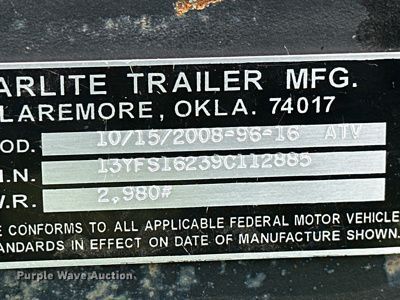 ARLITE TRAILER MFG.
LAREMORE, OKLA. 74017
OD. 10/15/2008-96-16 ATV
I.N. 13YFS16239C112885
W.R. 2,980#
E CONFORMS TO ALL APPLICABLE FEDERAL MOTOR VEHICLE
STANDARDS IN EFFECT ON DATE OF MANUFACTURE SHOWN.
Purple Wave Auction